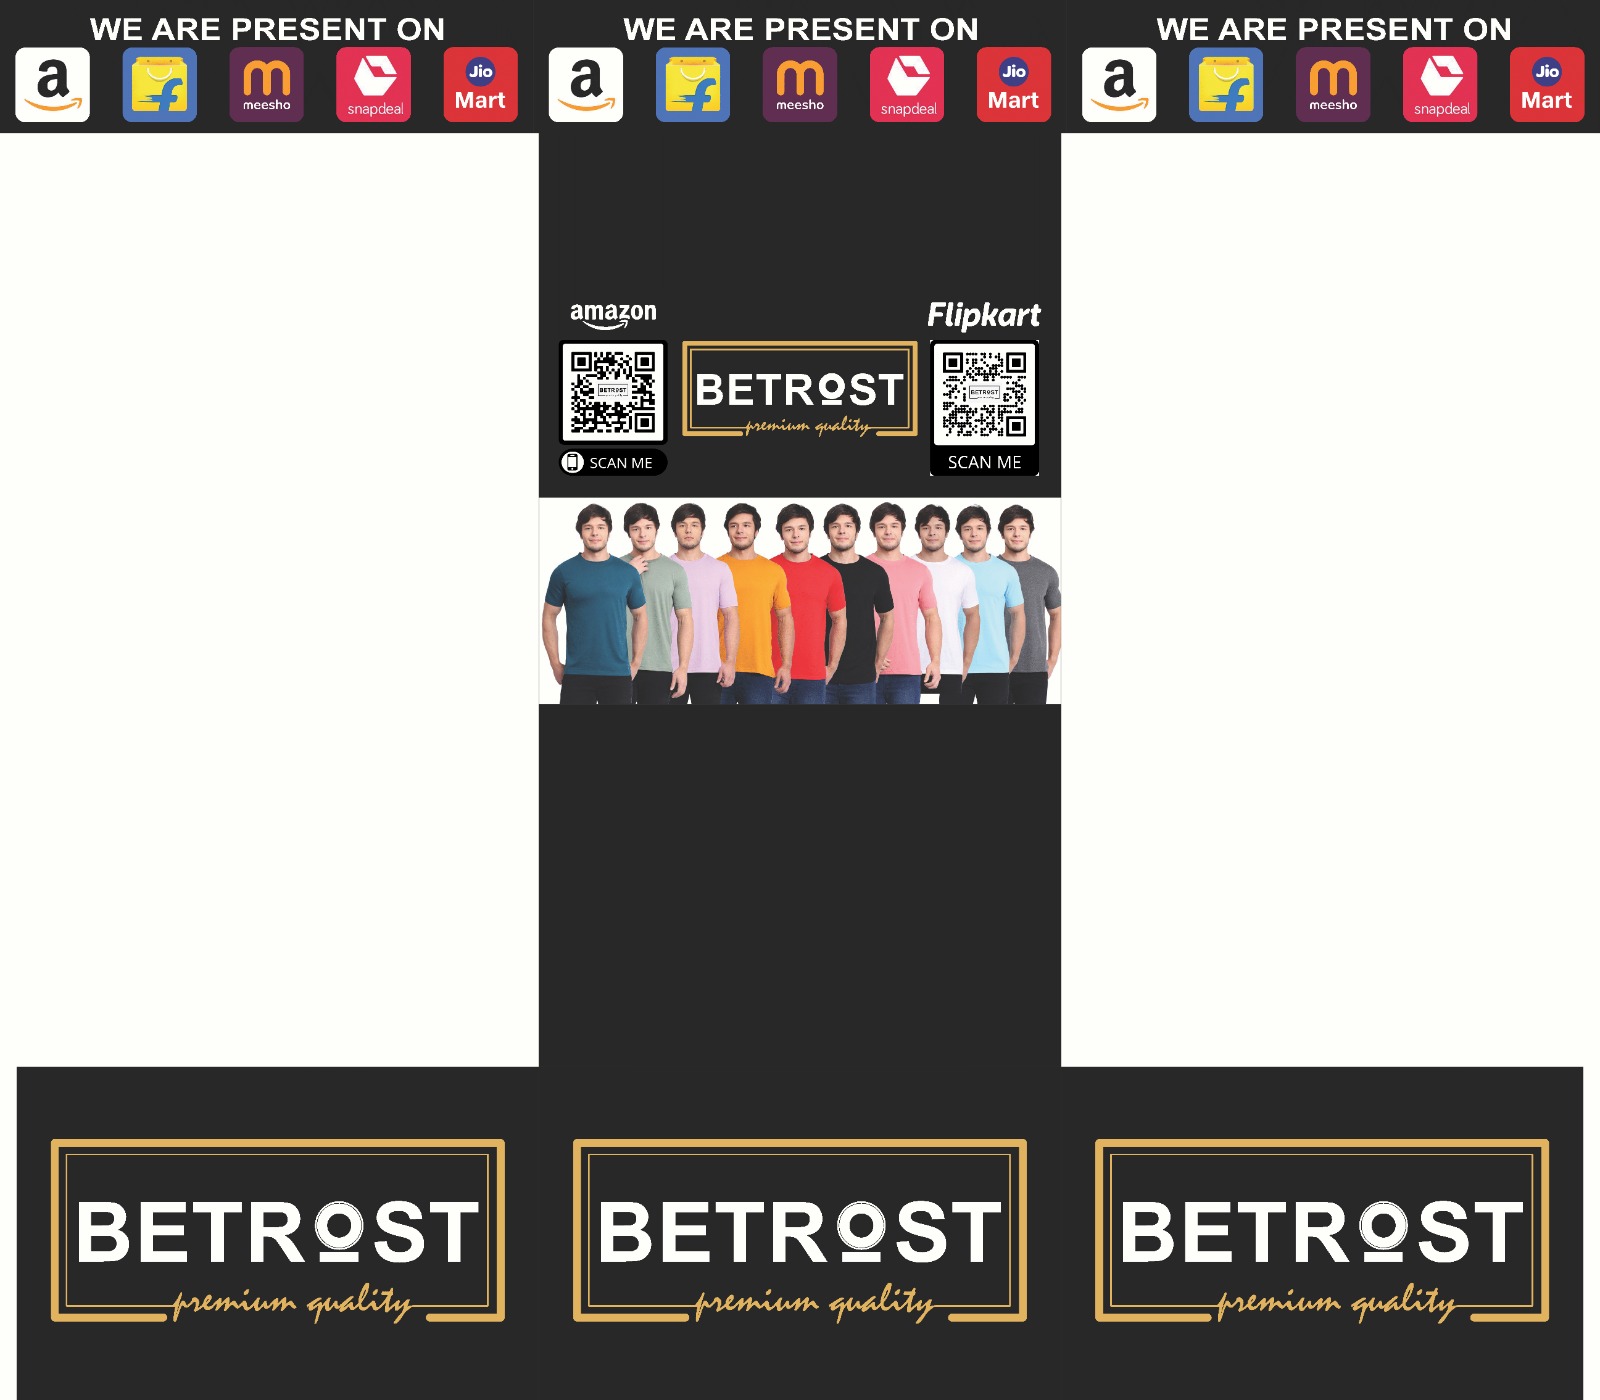 WE ARE PRESENT ON
WE ARE PRESENT ON
WE ARE PRESENT ON
a
f
m
meesho
snapdeal
Jio
Mart
a
f
m
meesho
snapdeal
Jio
Mart
a
f
m
meesho
snapdeal
Jio
Mart
amazon
Flipkart
BETROST
BETROST
premium quality
BETROST
SCAN ME
SCAN ME
BETROST
premium quality
BETROST
premium quality
BETROST
premium quality